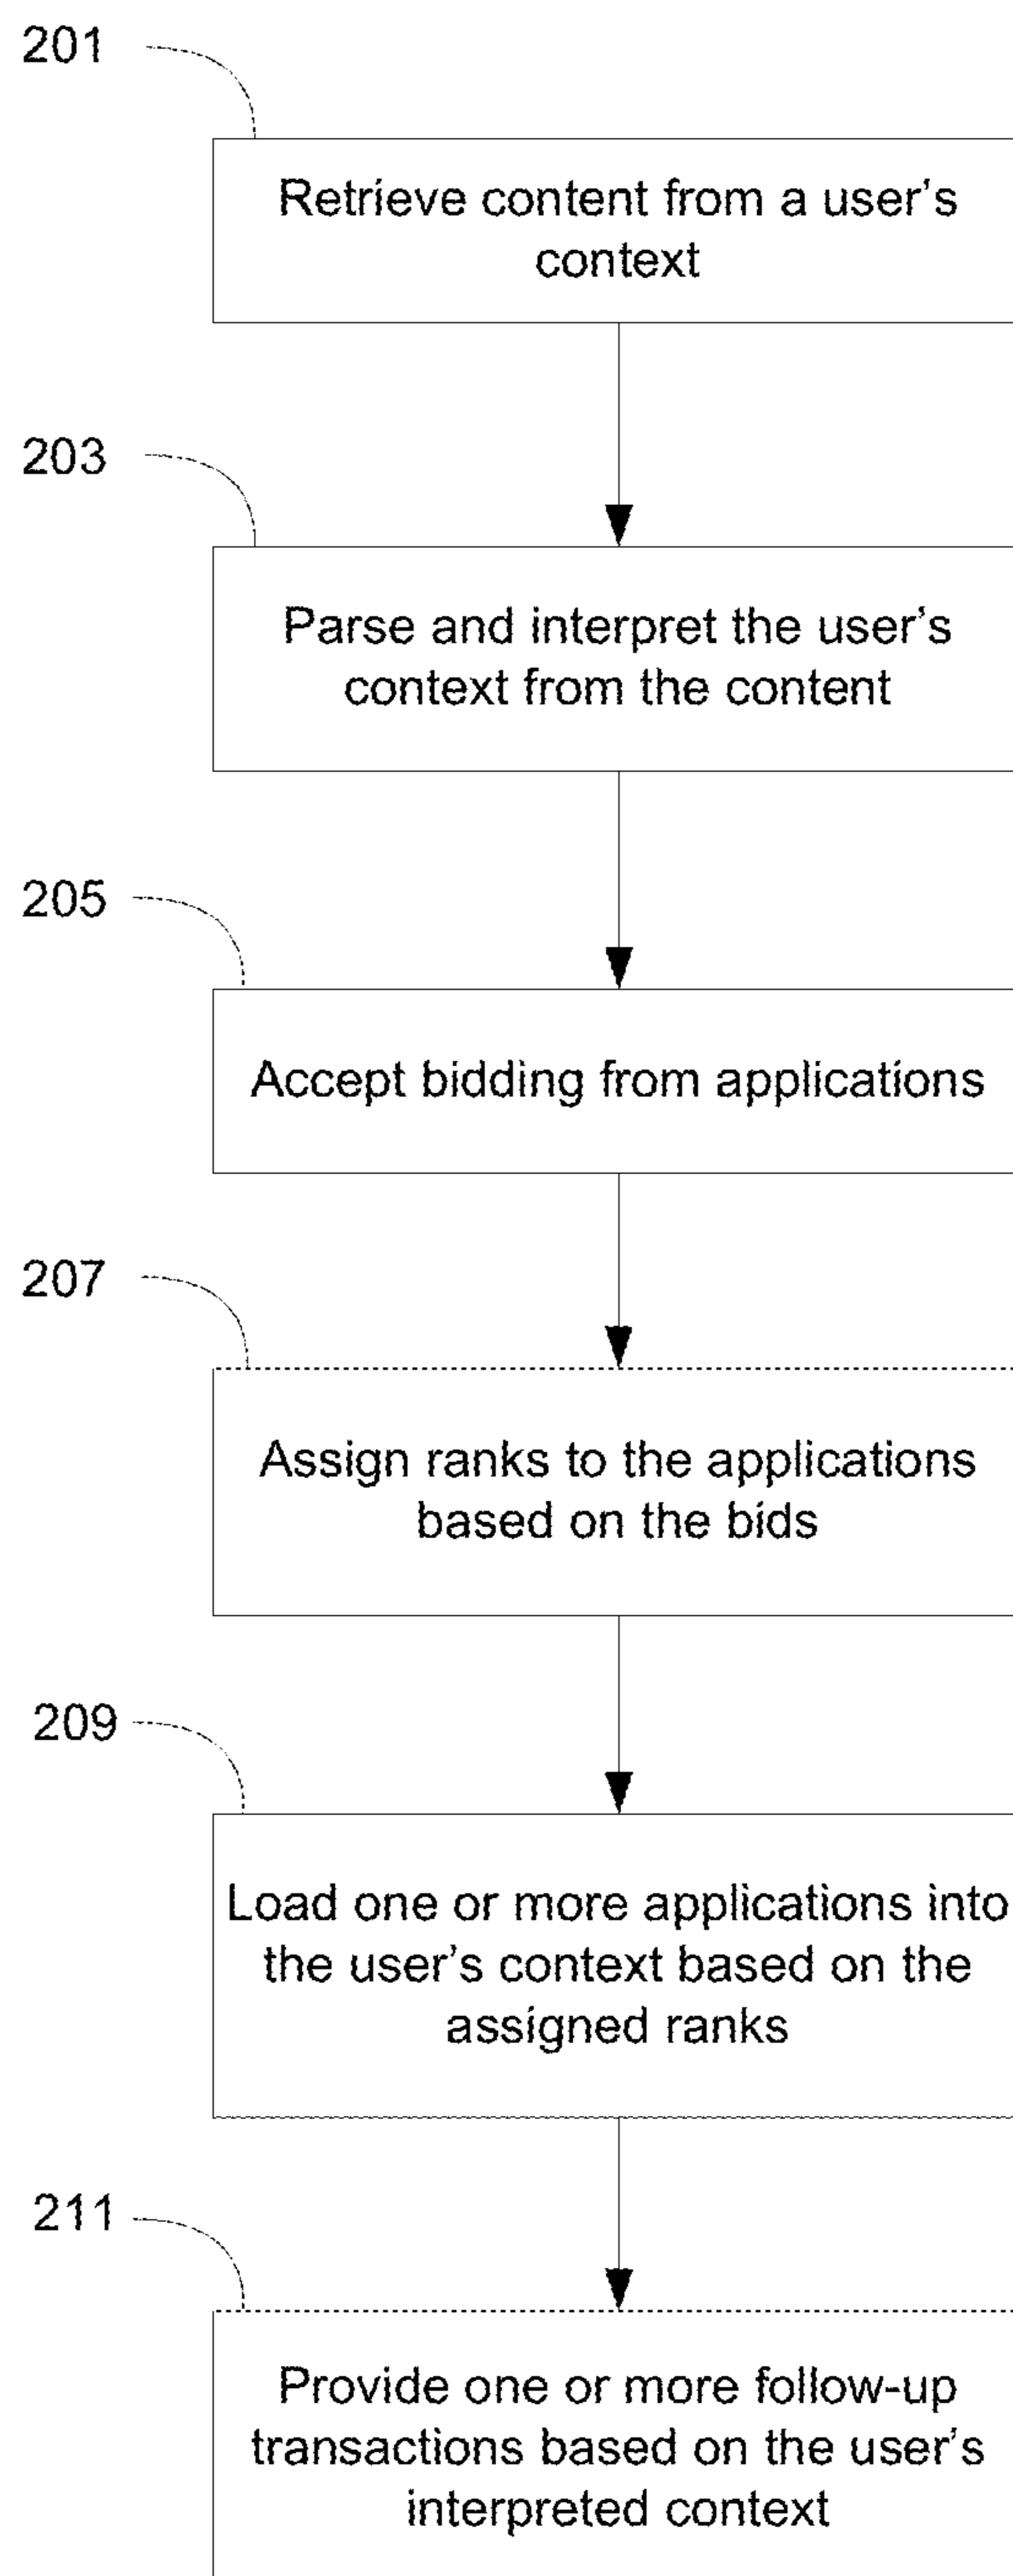 201
Retrieve content from a user's
context
203
Parse and interpret the user's
context from the content
205
Accept bidding from applications
207
Assign ranks to the applications
based on the bids
209
Load one or more applications into
the user's context based on the
assigned ranks
211
Provide one or more follow-up
transactions based on the user's
interpreted context